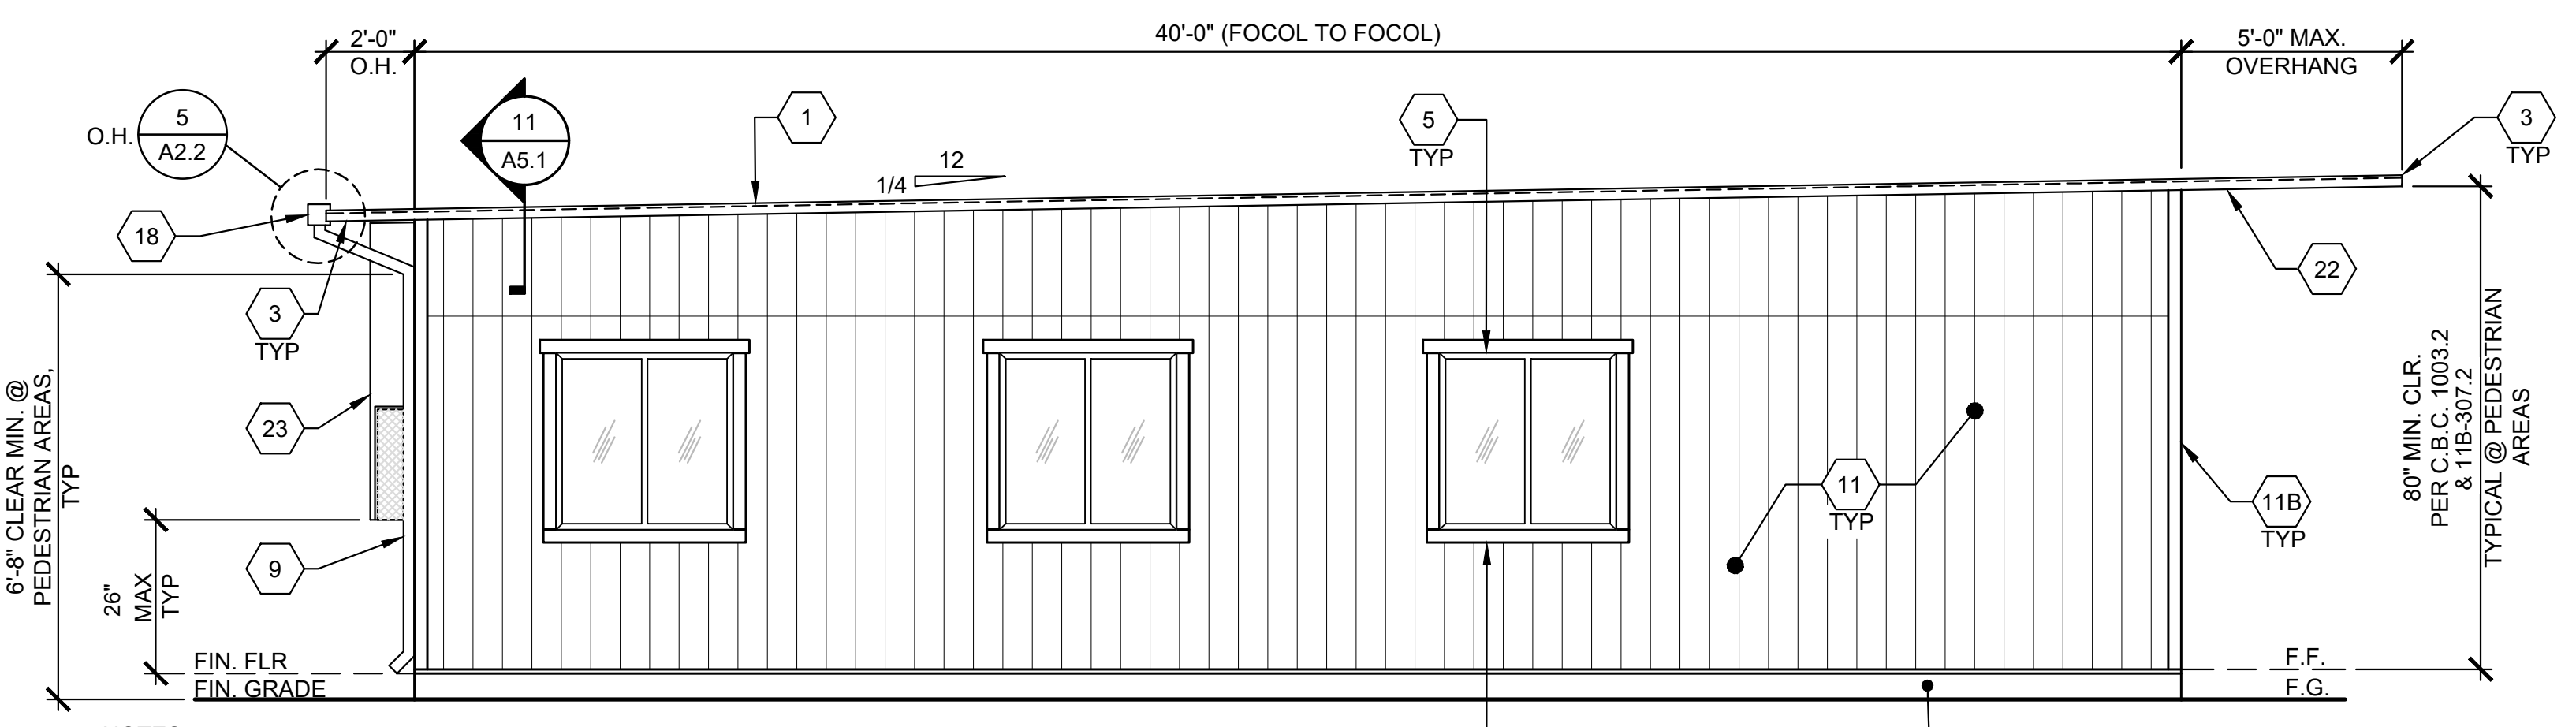 2'-0"
O.H.
40'-0" (FOCOL TO FOCOL)
5'-0" MAX.
OVERHANG
5
A2.2
O.H.
11
A5.1
1
5
TYP
3
TYP
12
1/4
18
3
TYP
22
23
9
11
TYP
11B
TYP
6'-8" CLEAR MIN. @
PEDESTRIAN AREAS,
TYP
26"
MAX
TYP
80" MIN. CLR.
PER C.B.C. 1003.2
& 11B-307.2
TYPICAL @ PEDESTRIAN
AREAS
FIN. FLR
FIN. GRADE
F.F.
F.G.